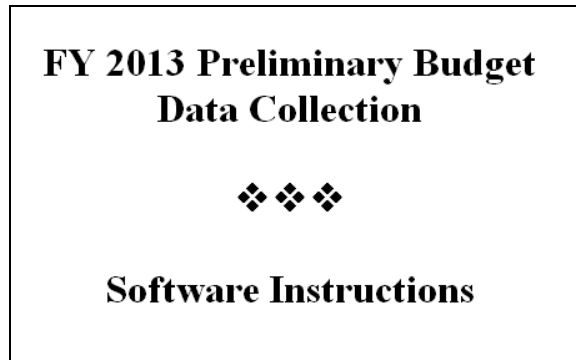 FY 2013 Preliminary Budget
Data Collection
❖❖❖
Software Instructions